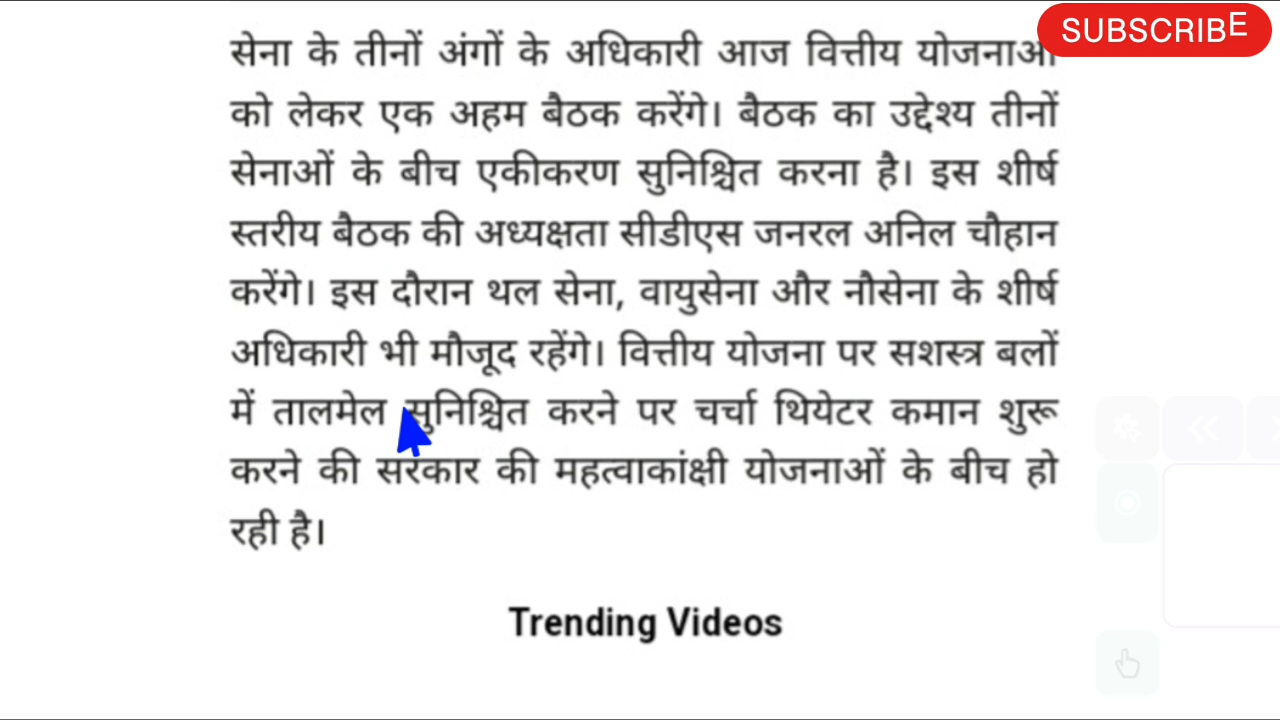 SUBSCRIBE
सेना के तीनों अंगों के अधिकारी आज वित्तीय योजनाओं
को लेकर एक अहम बैठक करेंगे। बैठक का उद्देश्य तीनों
सेनाओं के बीच एकीकरण सुनिश्चित करना है। इस शीर्ष
स्तरीय बैठक की अध्यक्षता सीडीएस जनरल अनिल चौहान
करेंगे। इस दौरान थल सेना, वायुसेना और नौसेना के शीर्ष
अधिकारी भी मौजूद रहेंगे। वित्तीय योजना पर सशस्त्र बलों
में तालमेल सुनिश्चित करने पर चर्चा थियेटर कमान शुरू
करने की सरकार की महत्वाकांक्षी योजनाओं के बीच हो
रही है।
Trending Videos